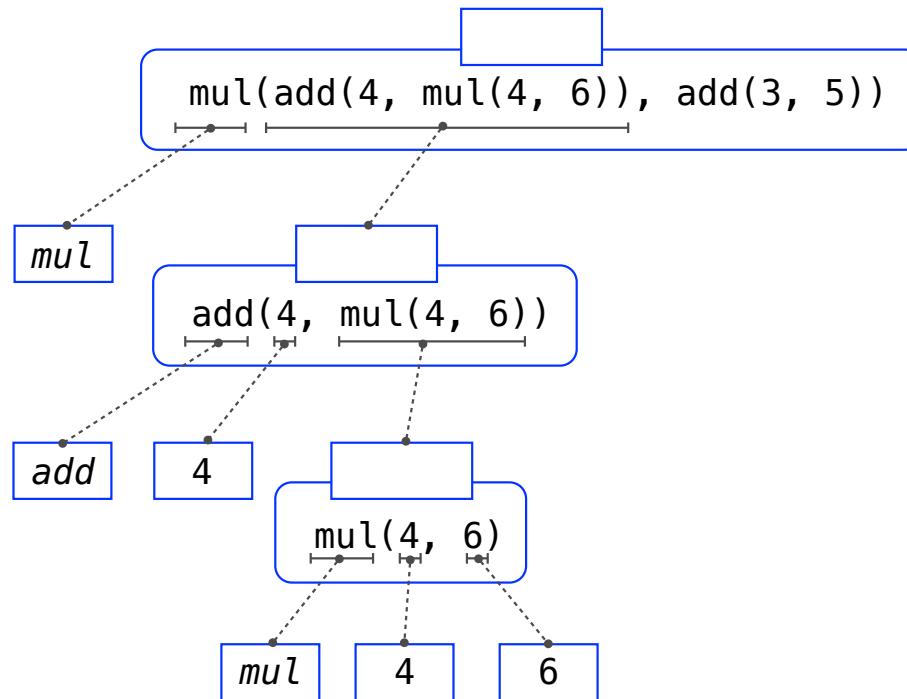 mul(add(4, mul(4, 6)), add(3, 5))
mul
add(4, mul(4, 6))
add
4
mul(4, 6)
mul
4
6